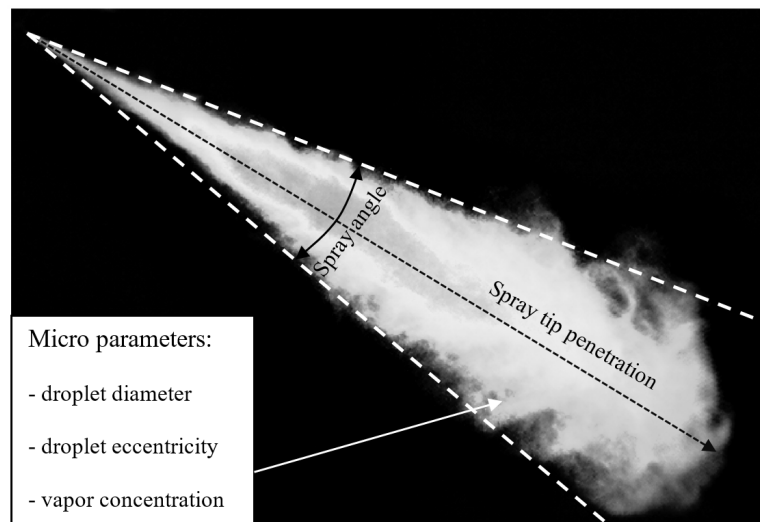 Spray angle
Spray tip penetration
Micro parameters:
- droplet diameter
- droplet eccentricity
- vapor concentration